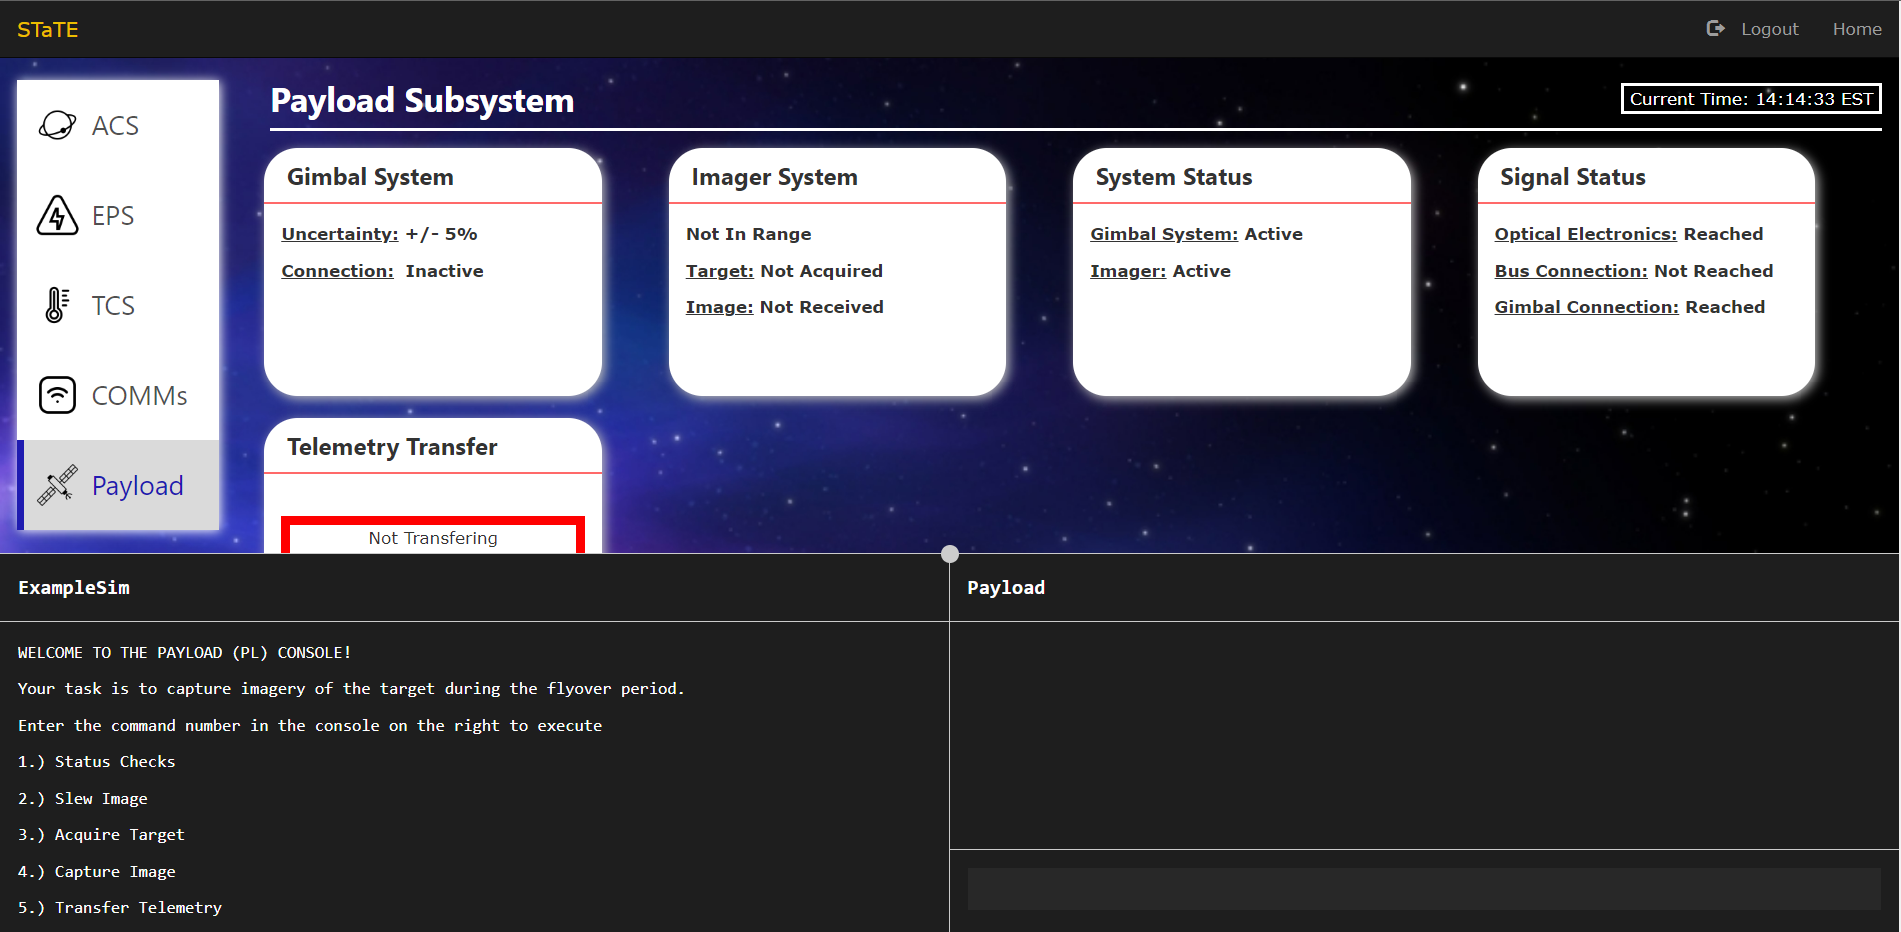 STaTE
Logout Home
ACS
EPS
TCS
COMMs
Payload
Payload Subsystem
Current Time: 14:14:33 EST
Gimbal System
Uncertainty: +/- 5%
Connection: Inactive
Imager System
Not In Range
Target: Not Acquired
Image: Not Received
System Status
Gimbal System: Active
Imager: Active
Signal Status
Optical Electronics: Reached
Bus Connection: Not Reached
Gimbal Connection: Reached
Telemetry Transfer
Not Transfering
ExampleSim
WELCOME TO THE PAYLOAD (PL) CONSOLE!
Your task is to capture imagery of the target during the flyover period.
Enter the command number in the console on the right to execute
1.) Status Checks
2.) Slew Image
3.) Acquire Target
4.) Capture Image
5.) Transfer Telemetry
Payload